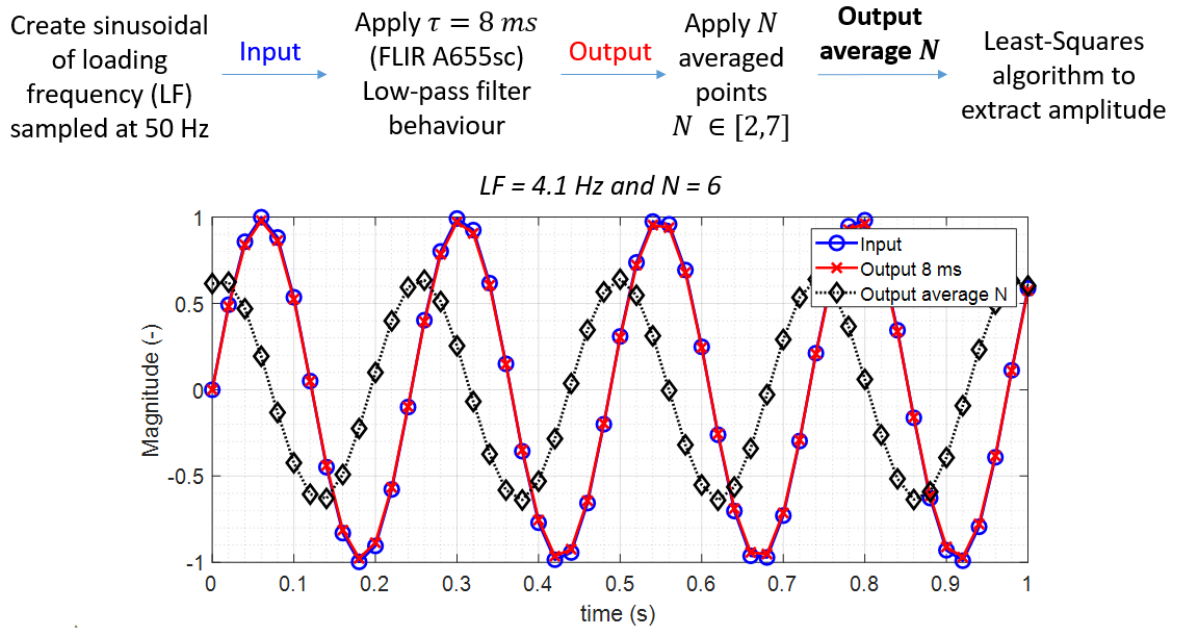 Create sinusoidal
of loading
frequency (LF)
sampled at 50 Hz
Input
Apply τ = 8 ms
(FLIR A655sc)
Low-pass filter
behaviour
Output
Apply N
averaged
points
N ∈ [2,7]
Output
average N
Least-Squares
algorithm to
extract amplitude
LF = 4.1 Hz and N = 6
1
0.5
0
-0.5
-1
Magnitude (-)
Input
Output 8 ms
Output average N
0 0.1 0.2 0.3 0.4 0.5 0.6 0.7 0.8 0.9 1
time (s)